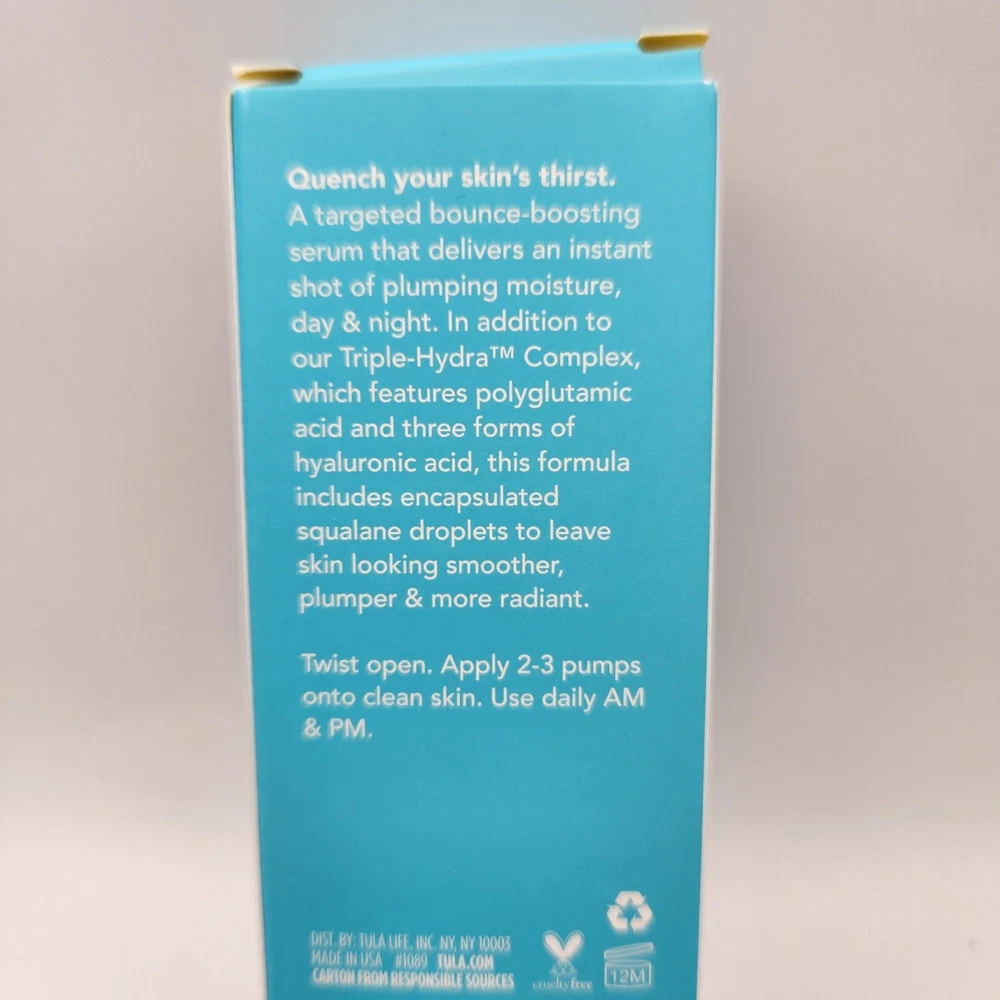 Quench your skin's thirst.
A targeted bounce-boosting
serum that delivers an instant
shot of plumping moisture,
day & night. In addition to
our Triple-Hydra™ Complex,
which features polyglutamic
acid and three forms of
hyaluronic acid, this formula
includes encapsulated
squalane droplets to leave
skin looking smoother,
plumper & more radiant.
Twist open. Apply 2-3 pumps
onto clean skin. Use daily AM
& PM.
DIST. BY: TULA LIFE, INC. NY, NY 10003
MADE IN USA #1089 TULA.COM
CARTON FROM RESPONSIBLE SOURCES
crueltyfree
12M